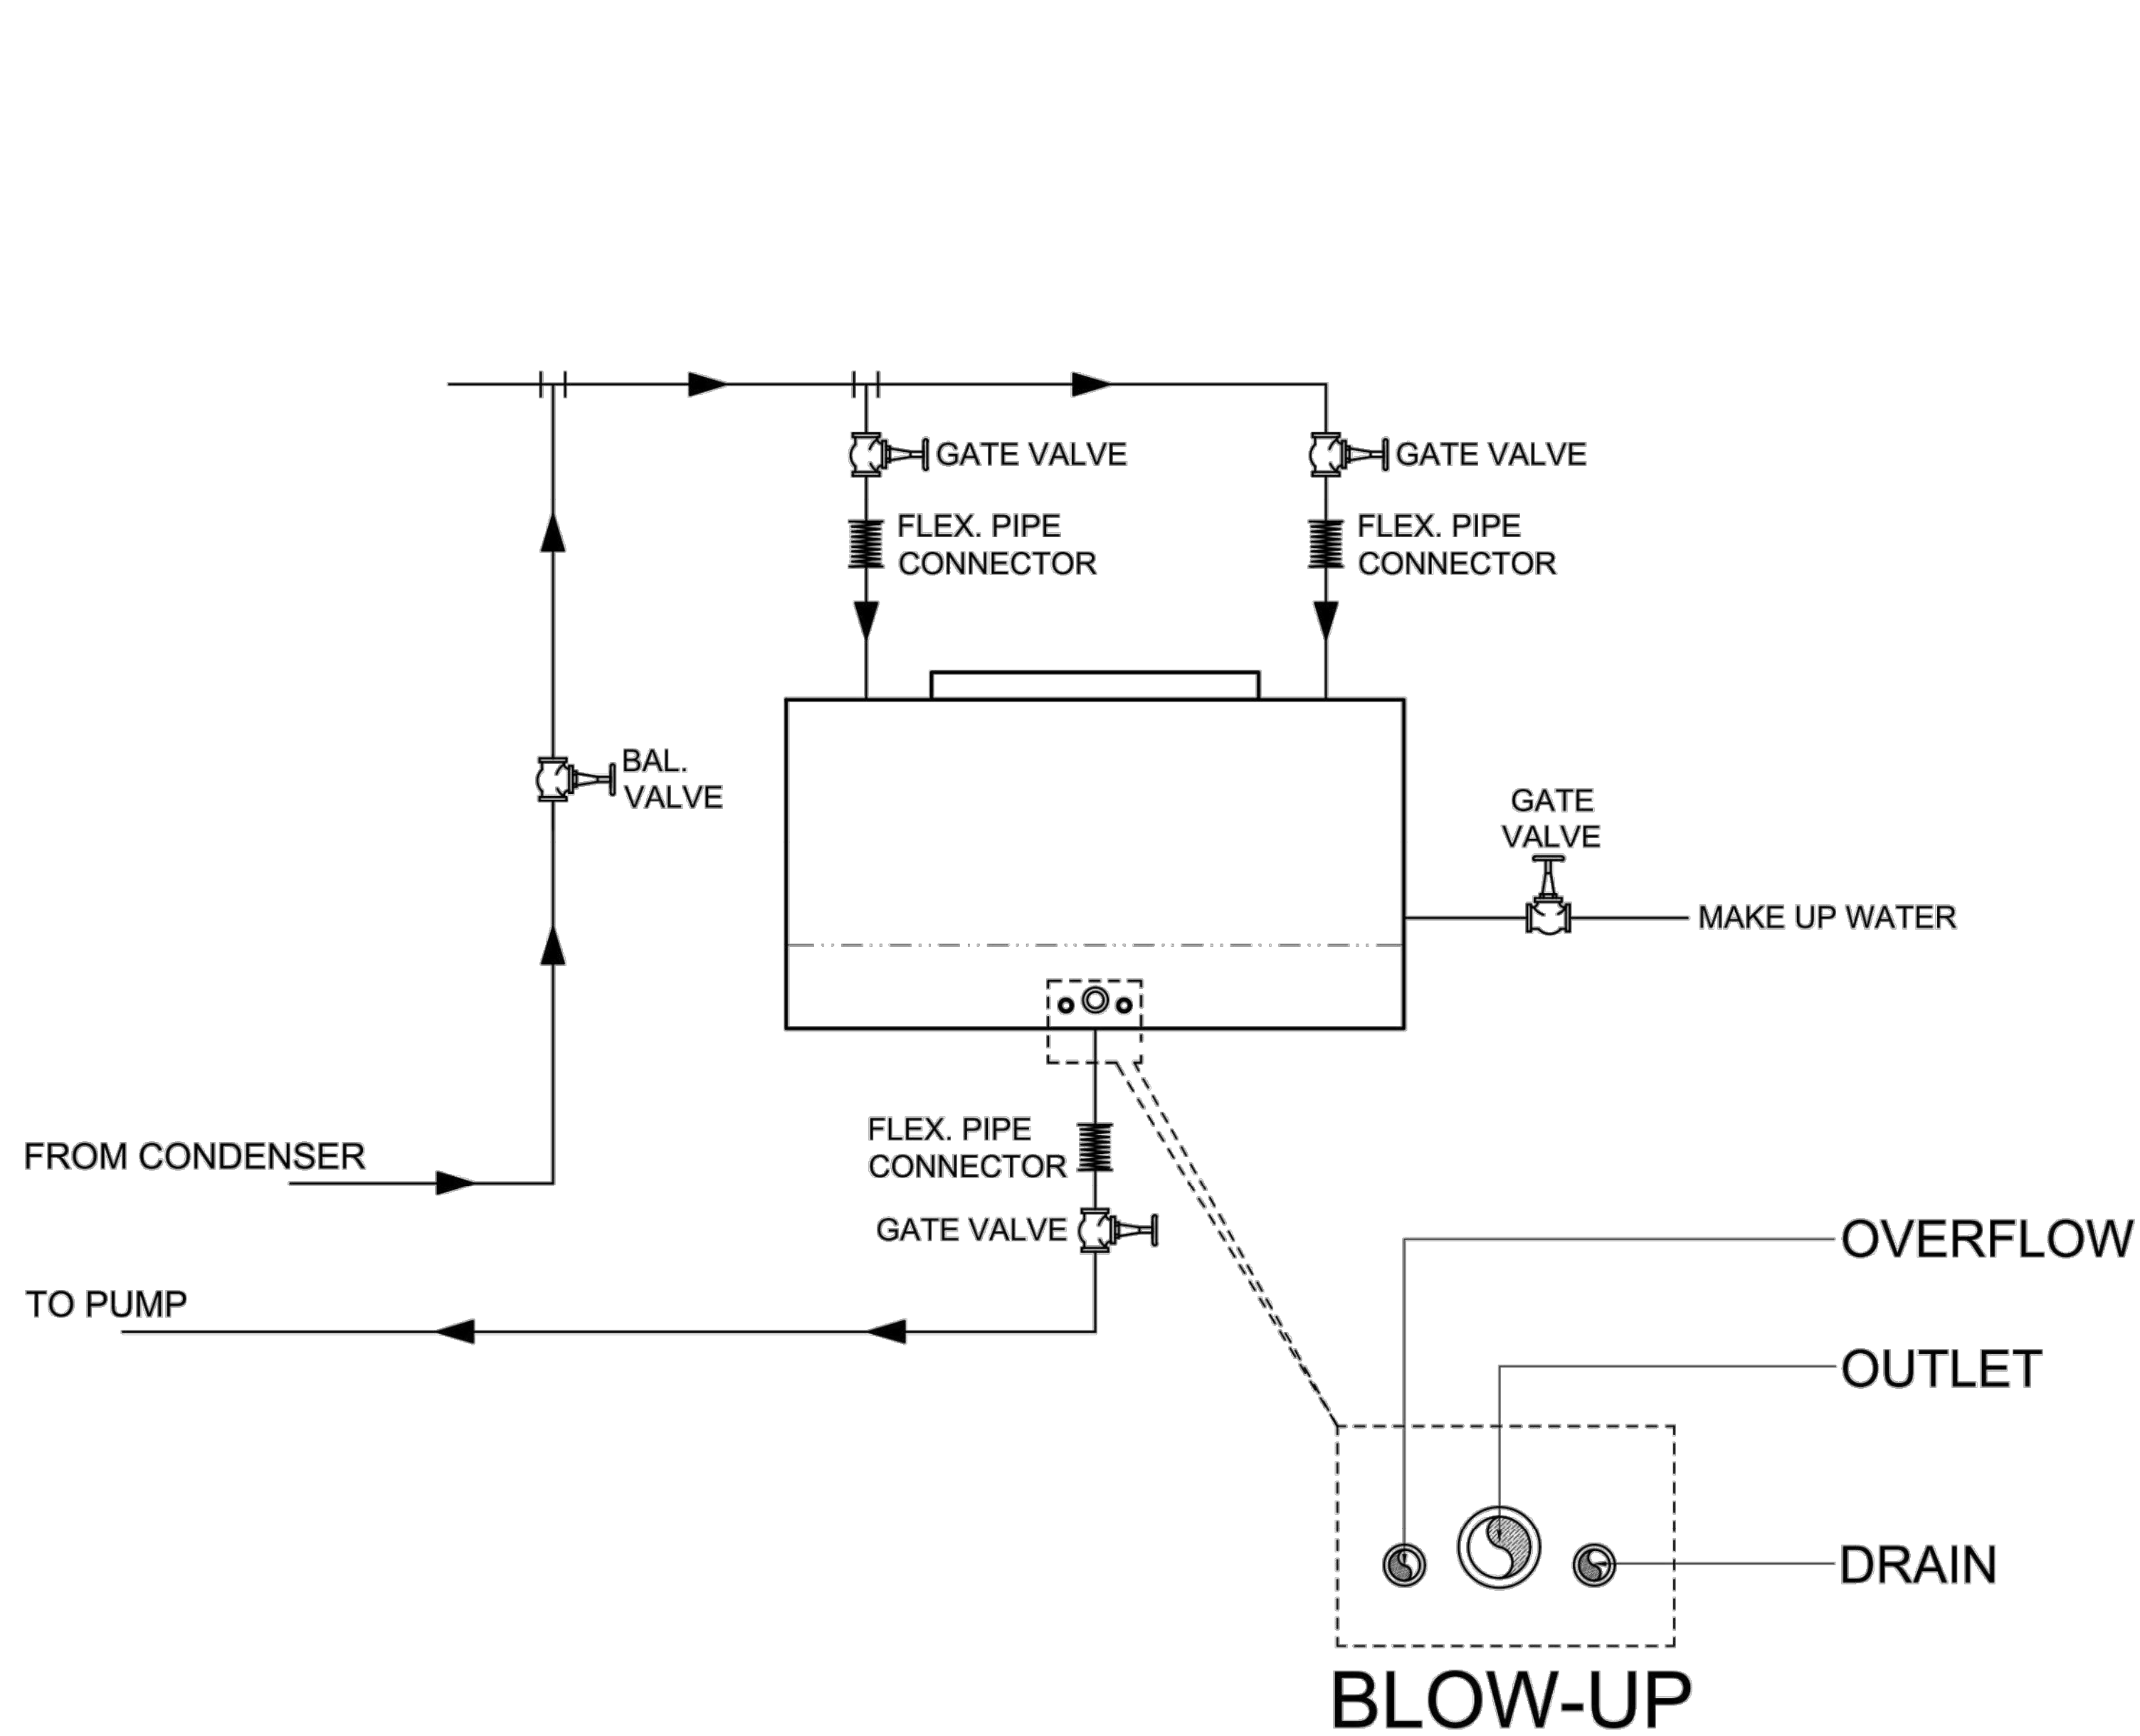 GATE VALVE
GATE VALVE
FLEX. PIPE
CONNECTOR
FLEX. PIPE
CONNECTOR
BAL.
VALVE
GATE
VALVE
MAKE UP WATER
FROM CONDENSER
FLEX. PIPE
CONNECTOR
GATE VALVE
TO PUMP
OVERFLOW
OUTLET
DRAIN
BLOW-UP